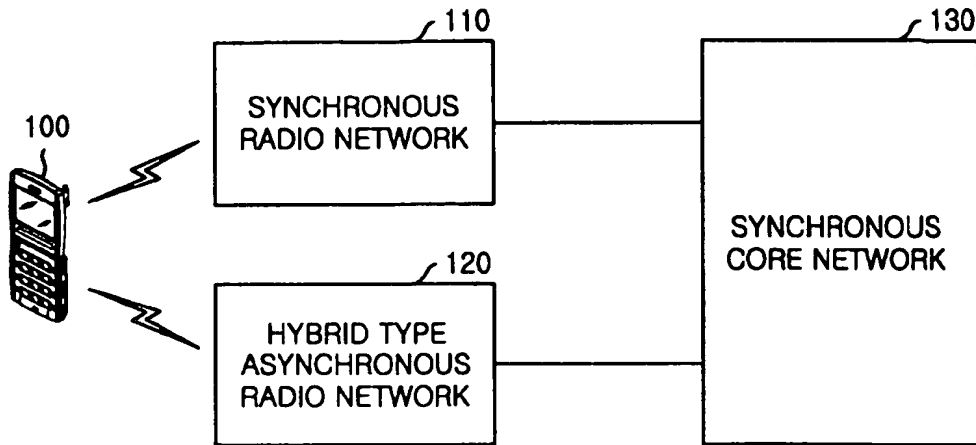 110
130
SYNCHRONOUS
RADIO NETWORK
100
SYNCHRONOUS
CORE NETWORK
120
HYBRID TYPE
ASYNCHRONOUS
RADIO NETWORK